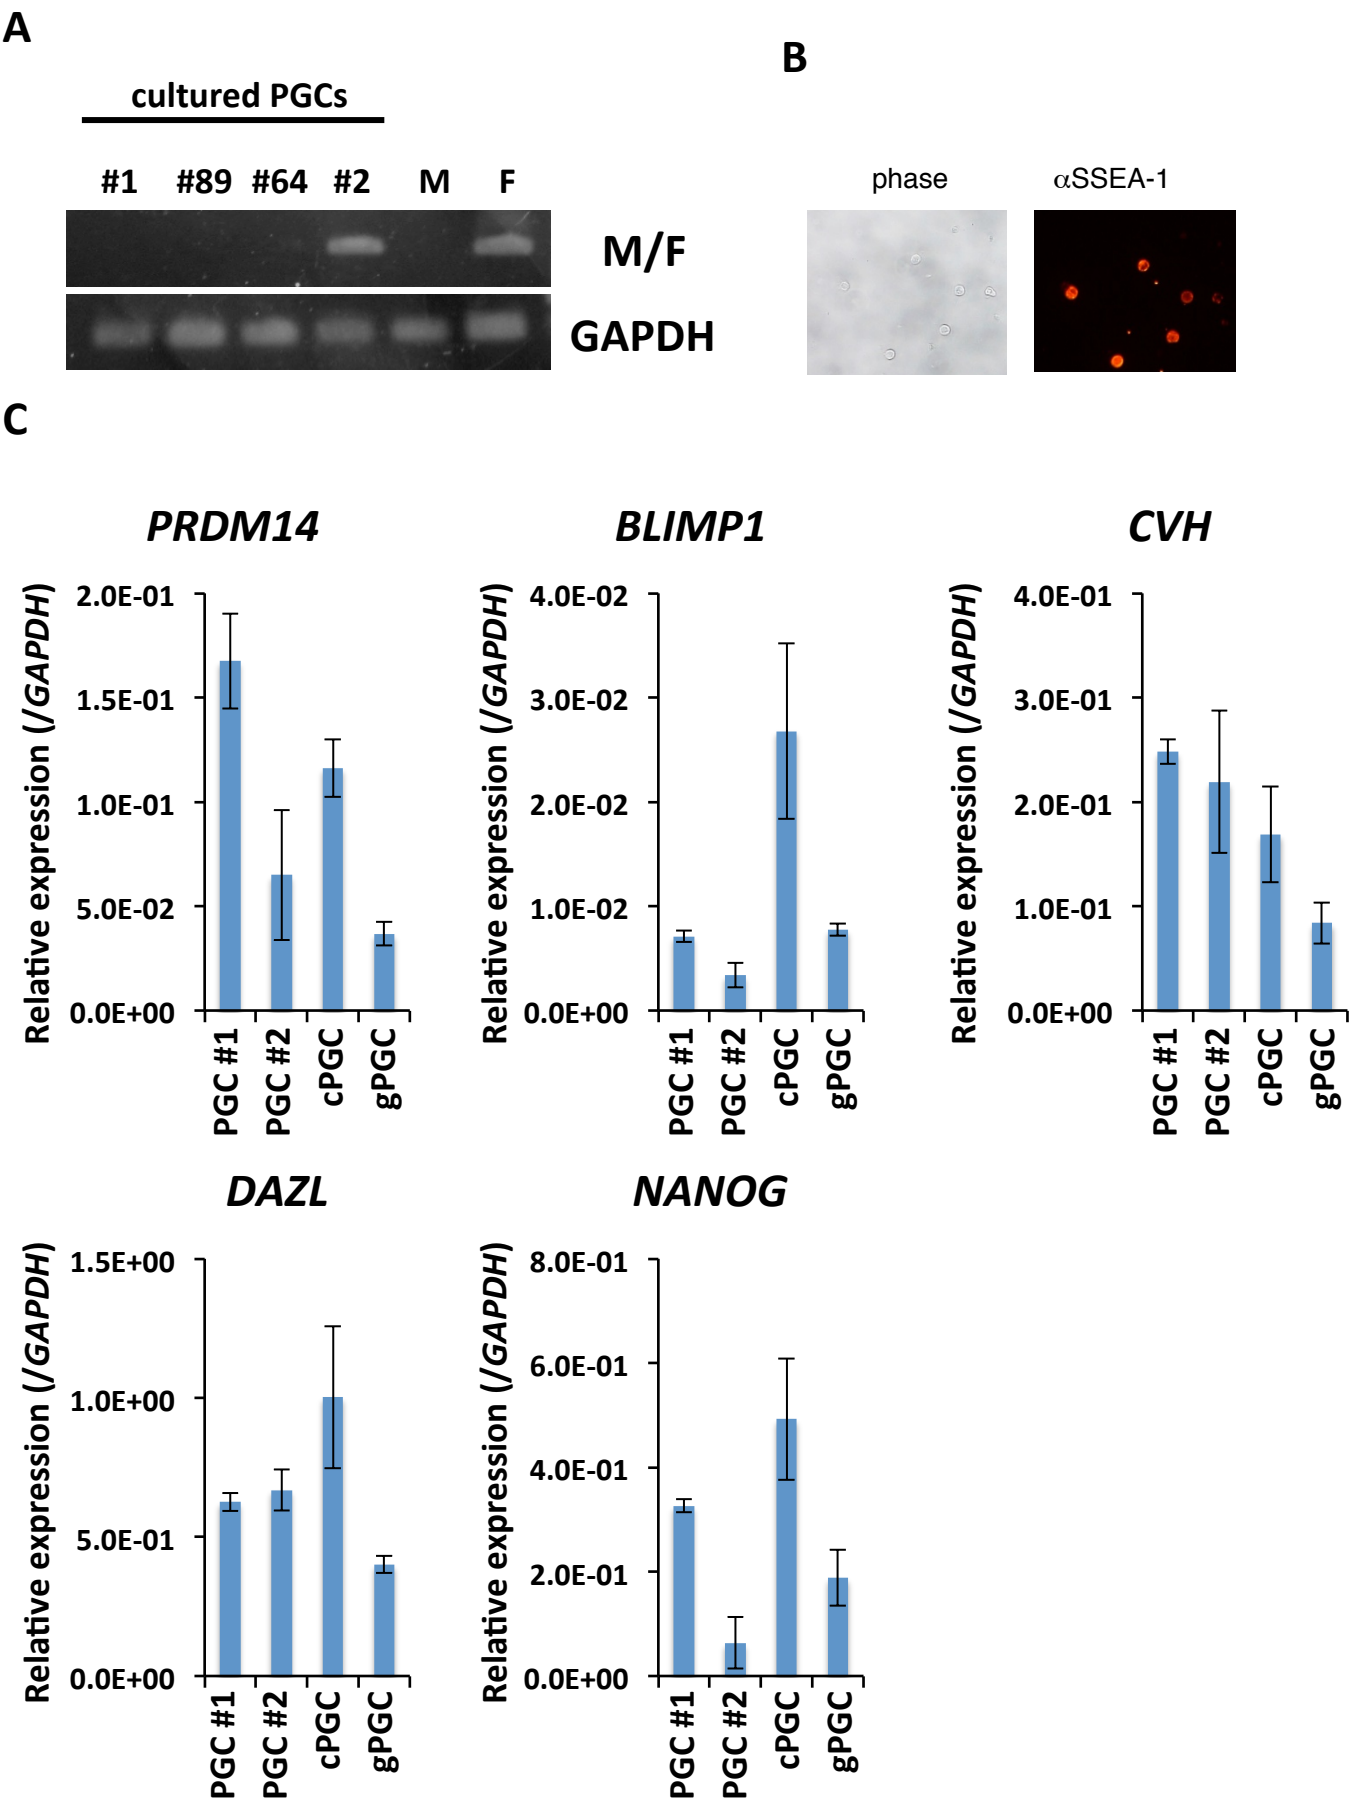 A
B
cultured PGCs
#1 #89 #64 #2 M F
M/F
GAPDH
phase
αSSEA-1
C
PRDM14
Relative expression (/GAPDH)
2.0E-01
1.5E-01
1.0E-01
5.0E-02
0.0E+00
PGC #1
PGC #2
cPGC
gPGC
BLIMP1
Relative expression (/GAPDH)
4.0E-02
3.0E-02
2.0E-02
1.0E-02
0.0E+00
PGC #1
PGC #2
cPGC
gPGC
CVH
Relative expression (/GAPDH)
4.0E-01
3.0E-01
2.0E-01
1.0E-01
0.0E+00
PGC #1
PGC #2
cPGC
gPGC
DAZL
Relative expression (/GAPDH)
1.5E+00
1.0E+00
5.0E-01
0.0E+00
PGC #1
PGC #2
cPGC
gPGC
NANOG
Relative expression (/GAPDH)
8.0E-01
6.0E-01
4.0E-01
2.0E-01
0.0E+00
PGC #1
PGC #2
cPGC
gPGC